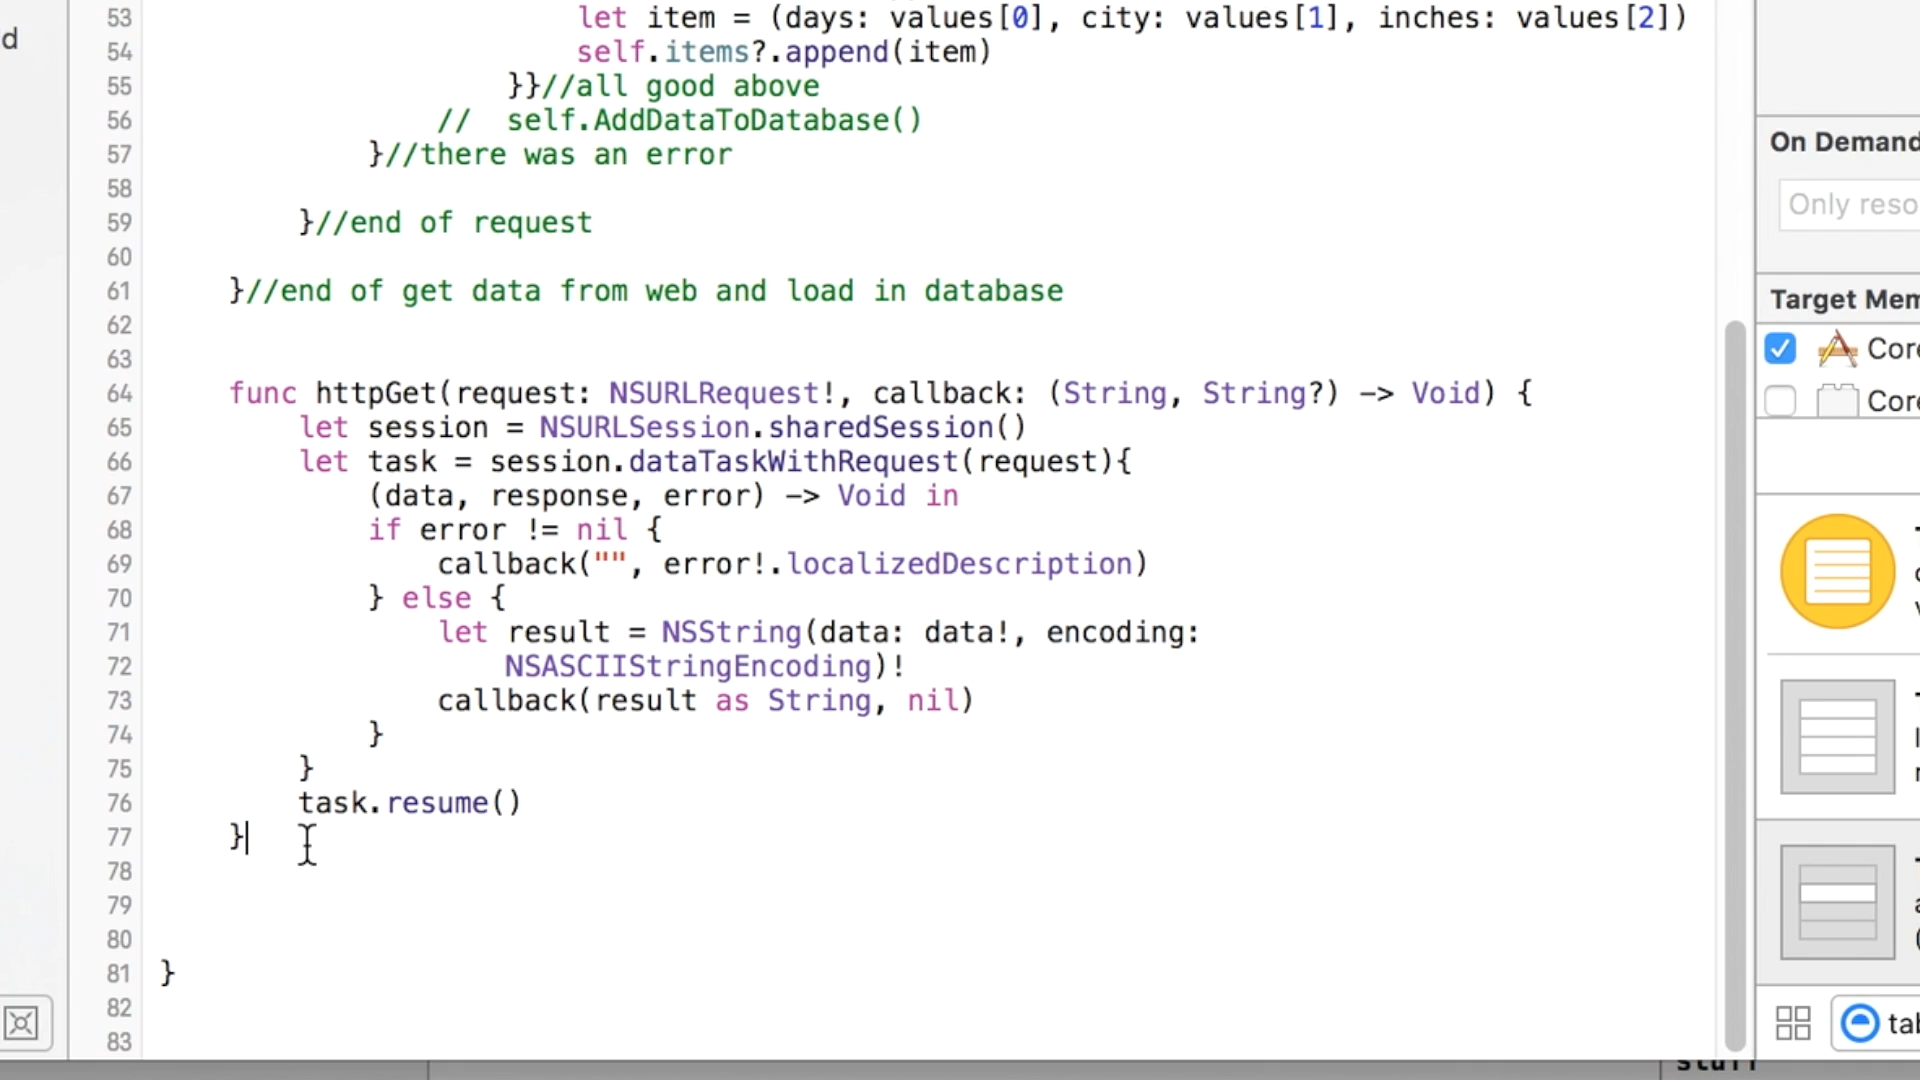 d
53 let item = (days: values[0], city: values[1], inches: values[2])
54 self.items?.append(item)
55 }}//all good above
56 //  self.AddDataToDatabase()
57 }//there was an error
58
59 }//end of request
60
61 }//end of get data from web and load in database
62
63
64 func httpGet(request: NSURLRequest!, callback: (String, String?) -> Void) {
65 let session = NSURLSession.sharedSession()
66 let task = session.dataTaskWithRequest(request){
67 (data, response, error) -> Void in
68 if error != nil {
69 callback("", error!.localizedDescription)
70 } else {
71 let result = NSString(data: data!, encoding:
72 NSASCIIStringEncoding)!
73 callback(result as String, nil)
74 }
75 }
76 task.resume()
77 }
78
79
80
81 }
82
83
On Demand
Only reso
Target Mem
Core
Core
tab
stuff